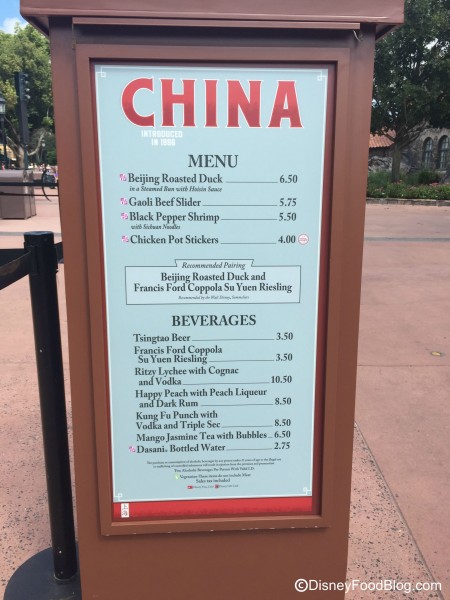 CHINA
INTRODUCED
IN 1998
MENU
Beijing Roasted Duck 6.50
in a Steamed Bun with Hoisin Sauce
Gaoli Beef Slider 5.75
Black Pepper Shrimp 5.50
with Sichuan Noodles
Chicken Pot Stickers 4.00
Recommended Pairing
Beijing Roasted Duck and
Francis Ford Coppola Su Yuen Riesling
BEVERAGES
Tsingtao Beer 3.50
Francis Ford Coppola
Su Yuen Riesling 3.50
Ritzy Lychee with Cognac
and Vodka 10.50
Happy Peach with Peach Liqueur
and Dark Rum 8.50
Kung Fu Punch with
Vodka and Triple Sec 8.50
Mango Jasmine Tea with Bubbles 6.50
Dasani® Bottled Water 2.75
Sales tax included
©DisneyFoodBlog.com